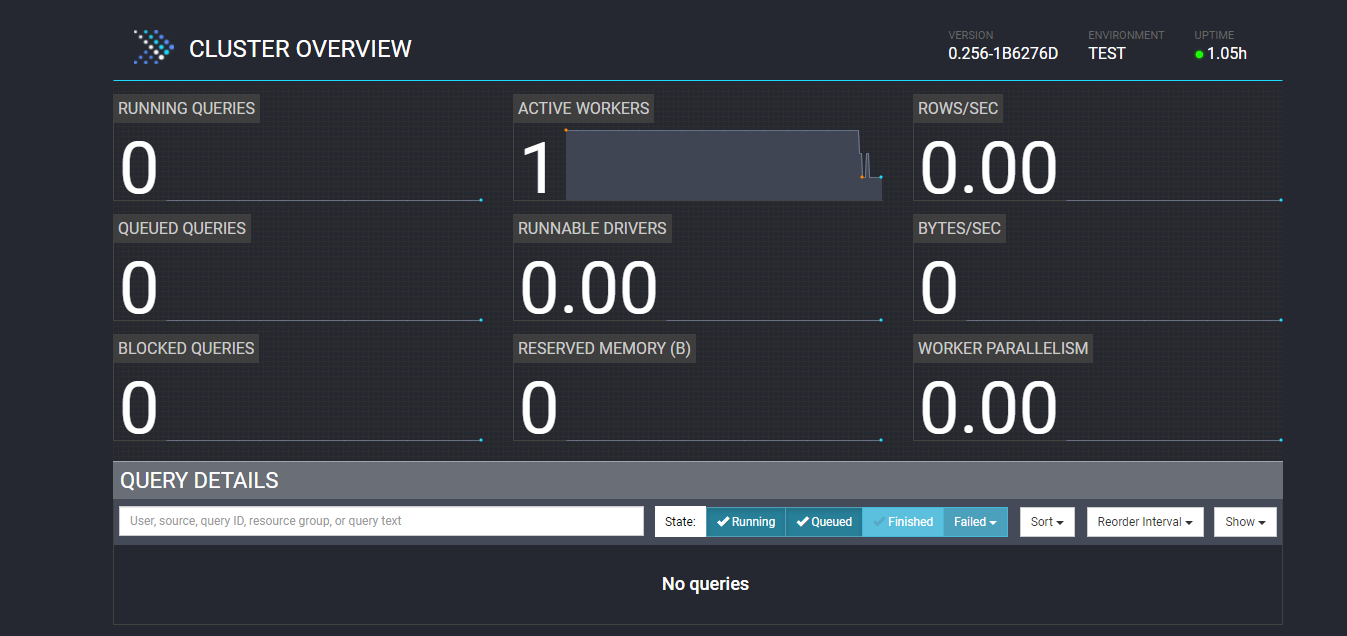 CLUSTER OVERVIEW
VERSION
0.256-1B6276D
ENVIRONMENT
TEST
UPTIME
1.05h
RUNNING QUERIES
0
ACTIVE WORKERS
1
ROWS/SEC
0.00
QUEUED QUERIES
0
RUNNABLE DRIVERS
0.00
BYTES/SEC
0
BLOCKED QUERIES
0
RESERVED MEMORY (B)
0
WORKER PARALLELISM
0.00
QUERY DETAILS
User, source, query ID, resource group, or query text
State:
Running
Queued
Finished
Failed
Sort
Reorder Interval
Show
No queries